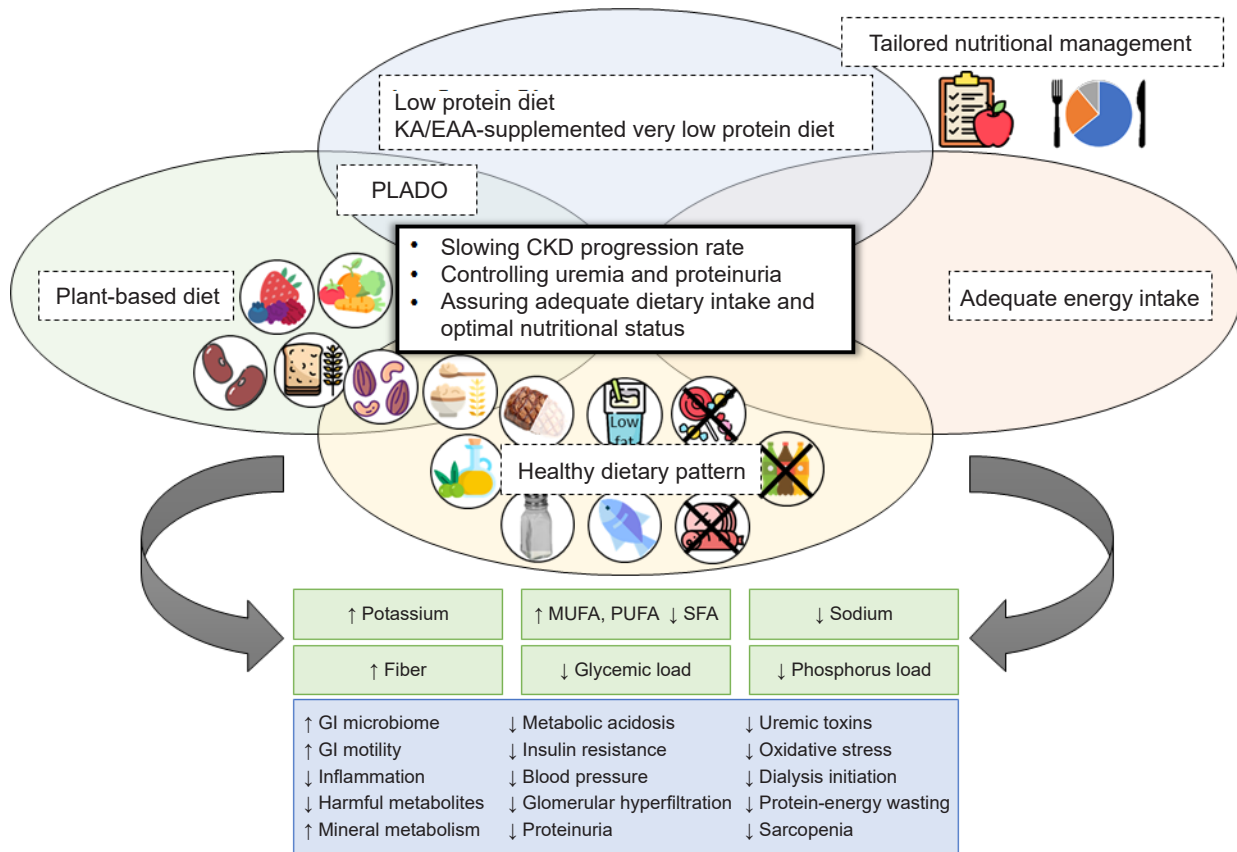 Tailored nutritional management
Low protein diet
KA/EAA-supplemented very low protein diet
PLADO
• Slowing CKD progression rate
• Controlling uremia and proteinuria
• Assuring adequate dietary intake and
optimal nutritional status
Plant-based diet
Adequate energy intake
Low
fat
Healthy dietary pattern
↑ Potassium
↑ MUFA, PUFA ↓ SFA
↓ Sodium
↑ Fiber
↓ Glycemic load
↓ Phosphorus load
↑ GI microbiome
↑ GI motility
↓ Inflammation
↓ Harmful metabolites
↑ Mineral metabolism
↓ Metabolic acidosis
↓ Insulin resistance
↓ Blood pressure
↓ Glomerular hyperfiltration
↓ Proteinuria
↓ Uremic toxins
↓ Oxidative stress
↓ Dialysis initiation
↓ Protein-energy wasting
↓ Sarcopenia